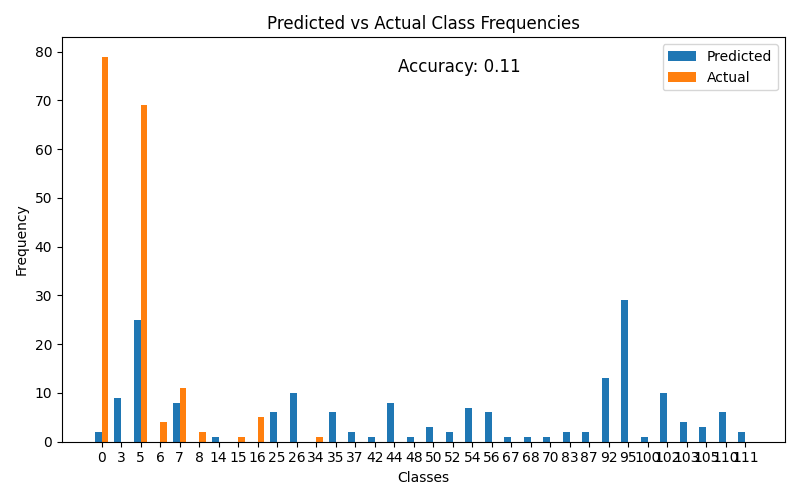 Predicted vs Actual Class Frequencies
Accuracy: 0.11
Predicted
Actual
Frequency
80
70
60
50
40
30
20
10
0
0 3 5 6 7 8 14 15 16 25 26 34 35 37 42 44 48 50 52 54 56 67 68 70 83 87 92 95 100 102 103 105 110 111
Classes